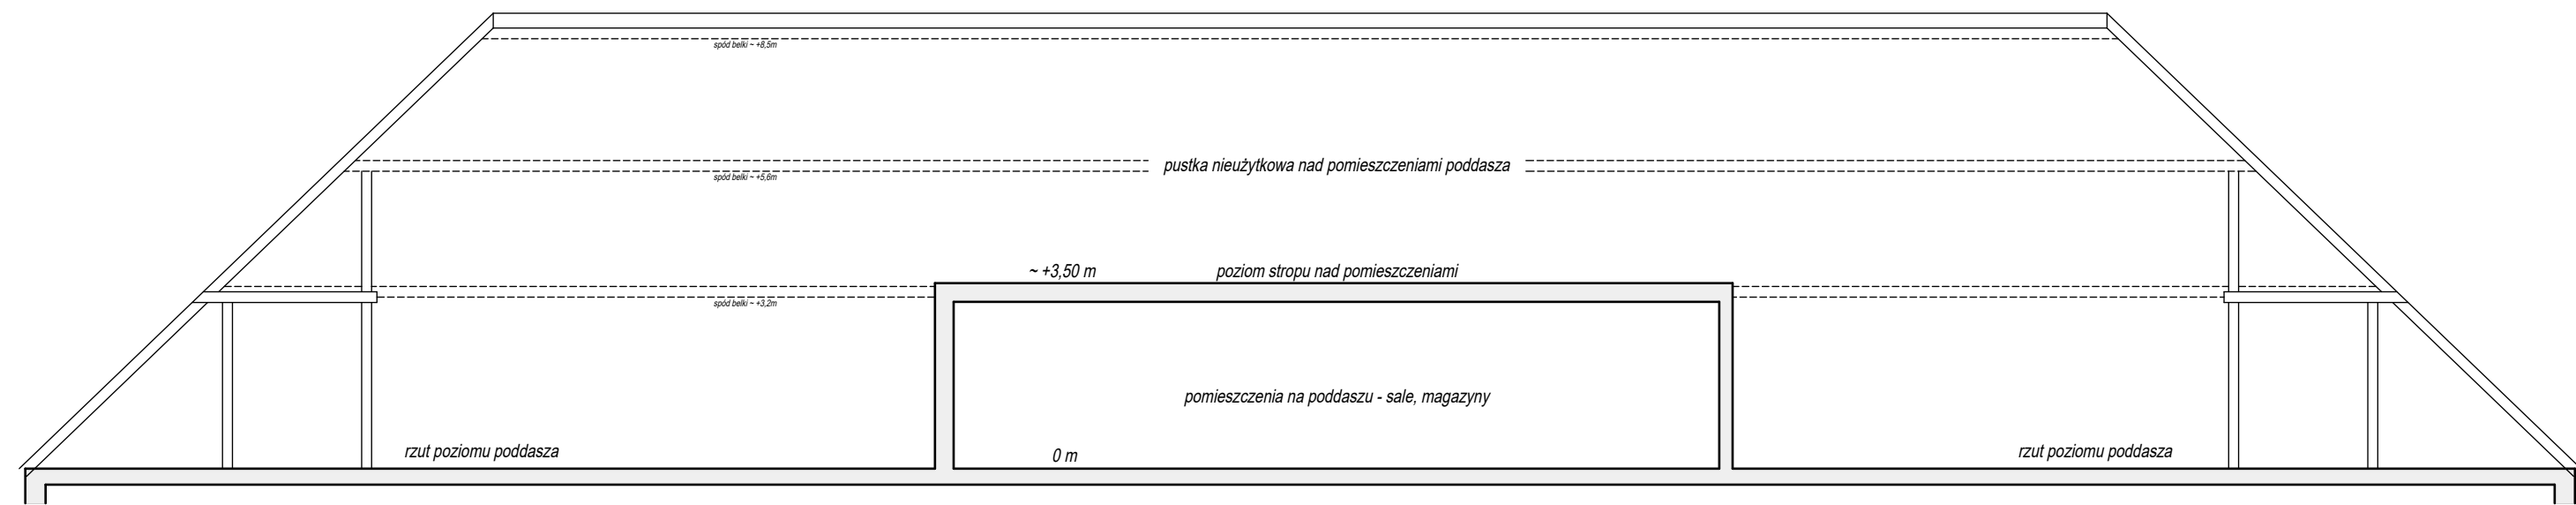 spód belki ~ +8,5m
pustka nieużytkowa nad pomieszczeniami poddasza
spód belki ~ +5,6m
~ +3,50 m
poziom stropu nad pomieszczeniami
spód belki ~ +3,2m
pomieszczenia na poddaszu - sale, magazyny
rzut poziomu poddasza
0 m
rzut poziomu poddasza